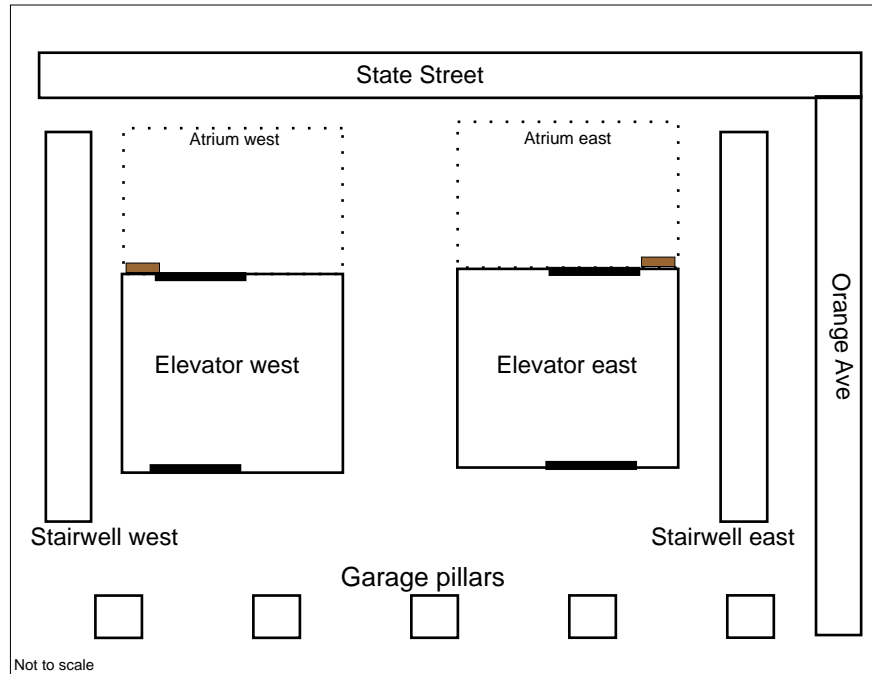 State Street
Atrium west
Atrium east
Elevator west
Elevator east
Orange Ave
Stairwell west
Stairwell east
Garage pillars
Not to scale